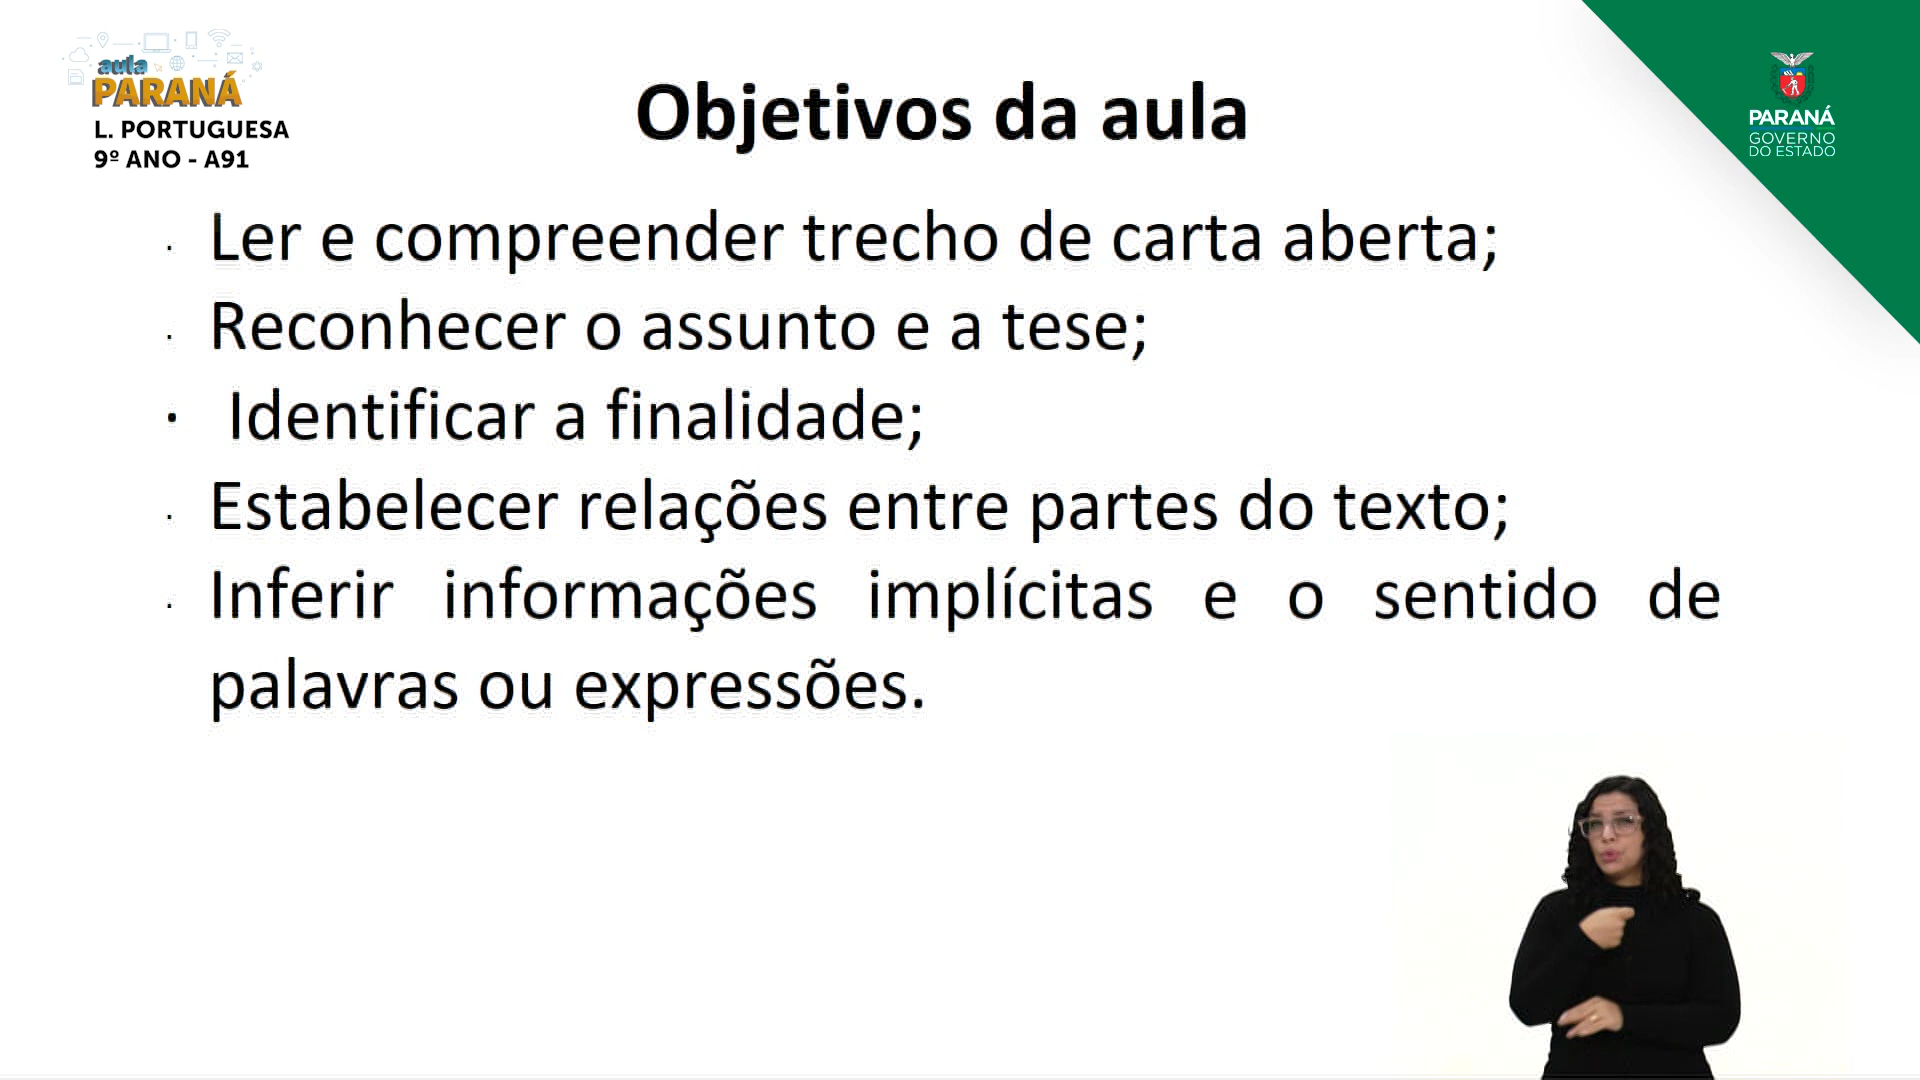 aula
PARANÁ
L. PORTUGUESA
9º ANO - A91
Objetivos da aula
PARANÁ
GOVERNO
DO ESTADO
· Ler e compreender trecho de carta aberta;
· Reconhecer o assunto e a tese;
· Identificar a finalidade;
· Estabelecer relações entre partes do texto;
· Inferir informações implícitas e o sentido de
palavras ou expressões.